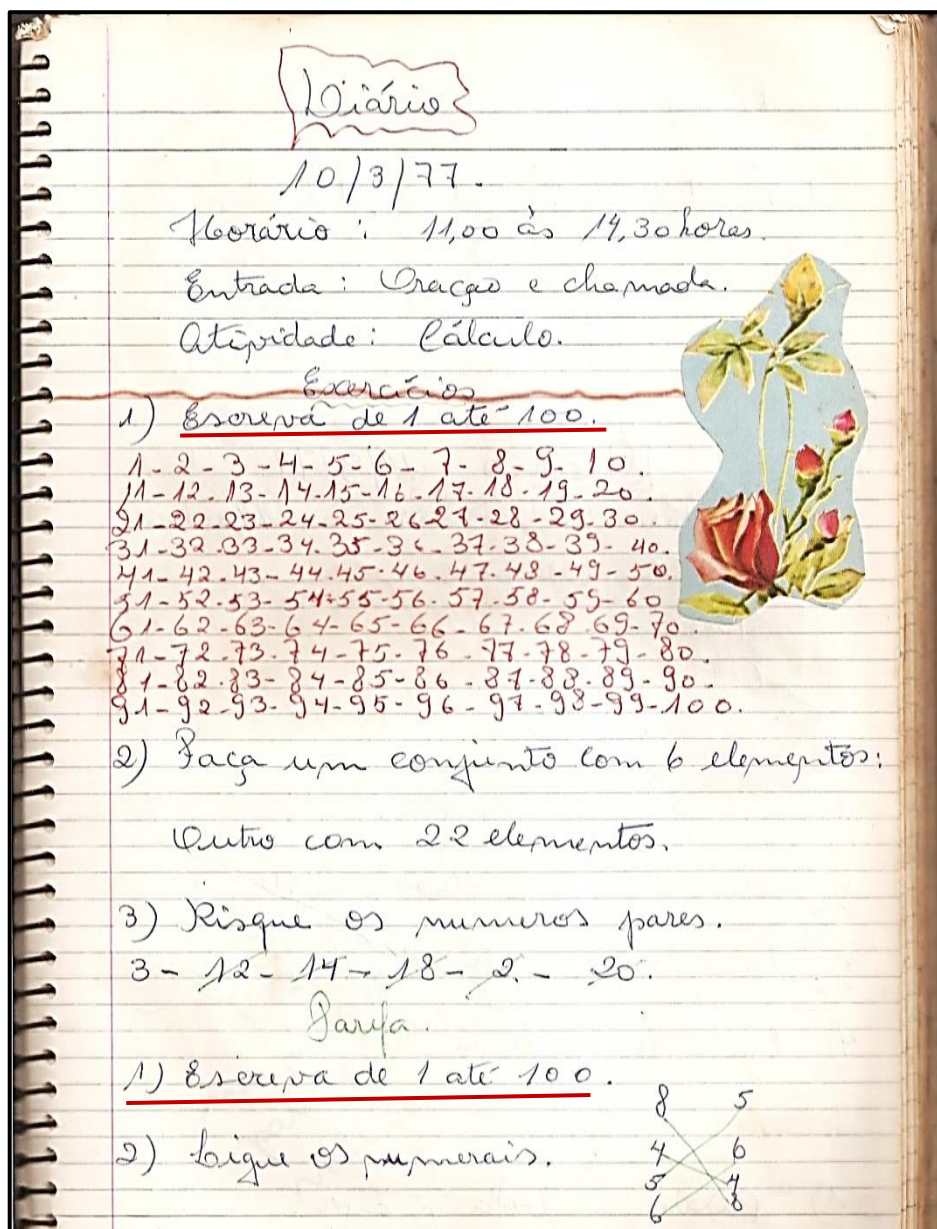 Diário
10/3/77.
Horário: 11,00 às 14,30 horas.
Entrada: Oração e chamada.
Atividade: Cálculo.
Exercícios
1) Escreva de 1 até 100.
1-2-3-4-5-6-7-8-9-10.
11-12-13-14-15-16-17-18-19-20.
21-22-23-24-25-26-27-28-29-30.
31-32-33-34-35-36-37-38-39-40.
41-42-43-44-45-46-47-48-49-50.
51-52-53-54-55-56-57-58-59-60
61-62-63-64-65-66-67-68-69-70.
71-72-73-74-75-76-77-78-79-80.
81-82-83-84-85-86-87-88-89-90.
91-92-93-94-95-96-97-98-99-100.
2) Faça um conjunto com 6 elementos:
Outro com 22 elementos.
3) Risque os numeros pares.
3-12-14-18-2-20.
Tarefa.
1) Escreva de 1 até 100.
8 5
2) Ligue os numerais. 4 6
5 4
6 8